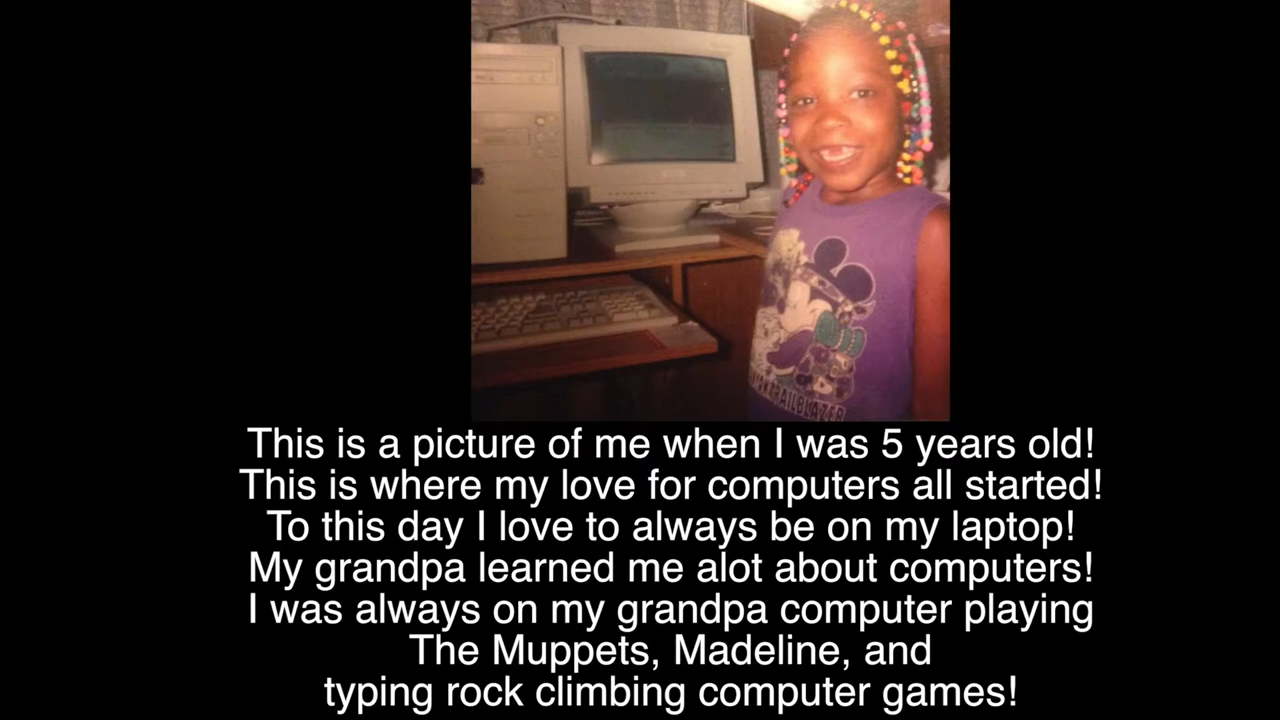 TRAILBLAZER
This is a picture of me when I was 5 years old!
This is where my love for computers all started!
To this day I love to always be on my laptop!
My grandpa learned me alot about computers!
I was always on my grandpa computer playing
The Muppets, Madeline, and
typing rock climbing computer games!